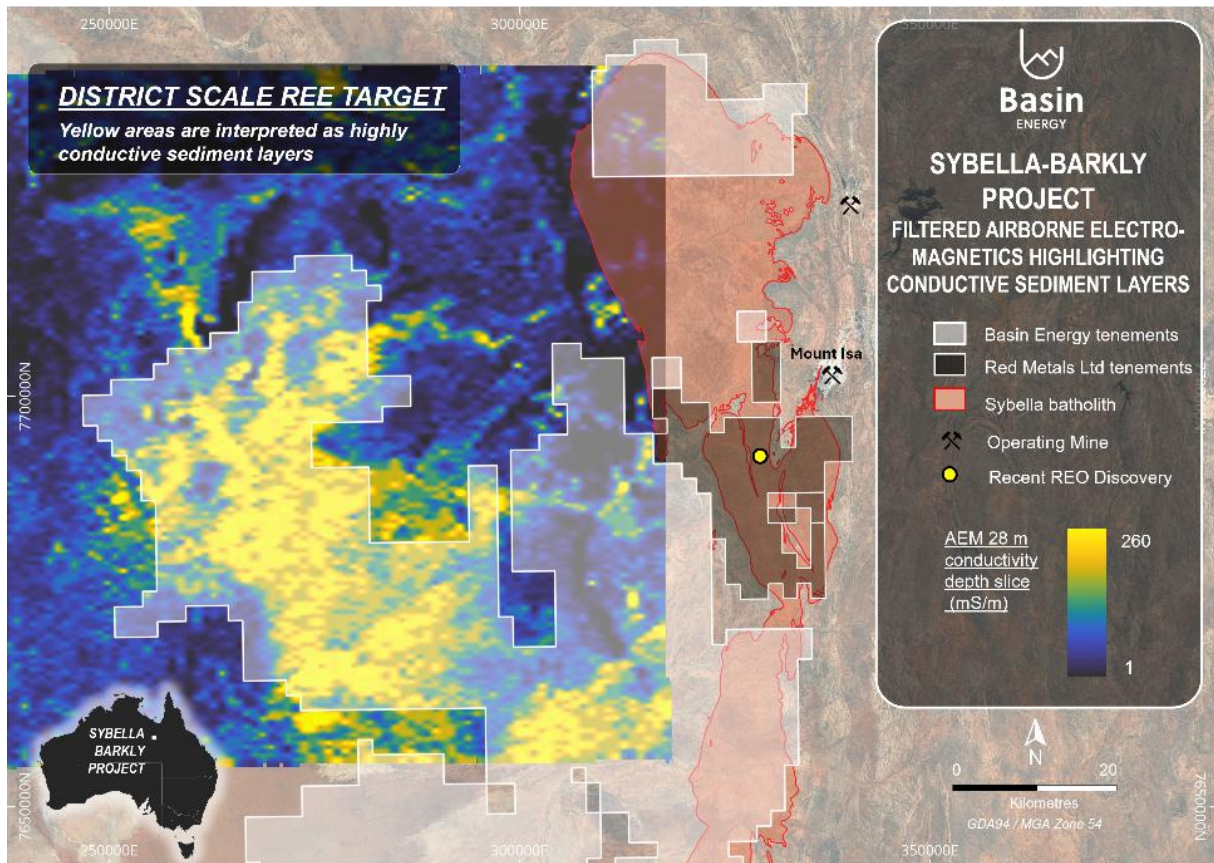 250000E
300000E
350000E
DISTRICT SCALE REE TARGET
Yellow areas are interpreted as highly
conductive sediment layers
Basin
ENERGY
SYBELLA-BARKLY
PROJECT
FILTERED AIRBORNE ELECTRO-
MAGNETICS HIGHLIGHTING
CONDUCTIVE SEDIMENT LAYERS
Basin Energy tenements
Red Metals Ltd tenements
Sybella batholith
Operating Mine
Recent REO Discovery
AEM 28 m
conductivity
depth slice
(mS/m)
260
1
Mount Isa
7700000N
SYBELLA
BARKLY
PROJECT
N
0 20
Kilometres
GDA94 / MGA Zone 54
7650000N
7650000N
250000E
300000E
350000E